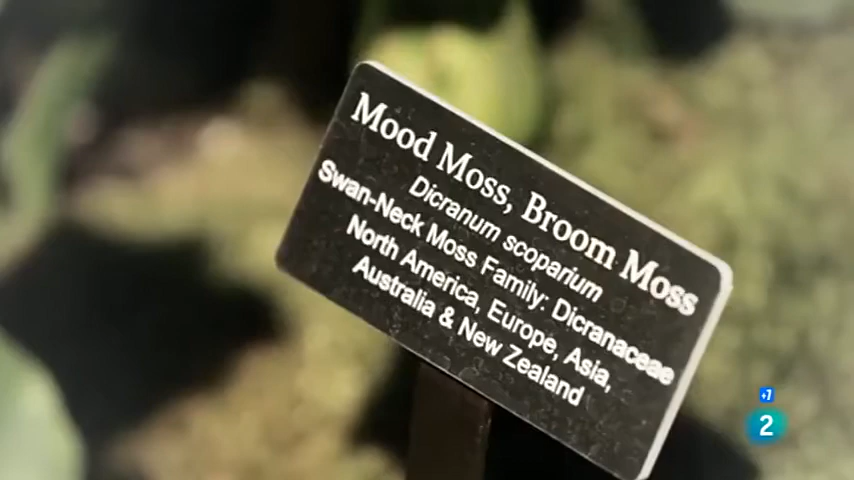 Mood Moss, Broom Moss
Dicranum scoparium
Swan-Neck Moss Family: Dicranaceae
North America, Europe, Asia,
Australia & New Zealand
+7
2